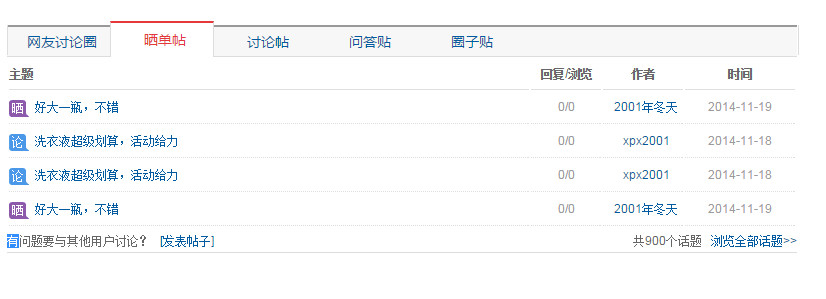 网友讨论圈 晒单帖 讨论帖 问答贴 圈子贴
主题 回复/浏览 作者 时间
晒 好大一瓶，不错 0/0 2001年冬天 2014-11-19
论 洗衣液超级划算，活动给力 0/0 xpx2001 2014-11-18
论 洗衣液超级划算，活动给力 0/0 xpx2001 2014-11-18
晒 好大一瓶，不错 0/0 2001年冬天 2014-11-19
有问题要与其他用户讨论？ [发表帖子] 共900个话题 浏览全部话题>>